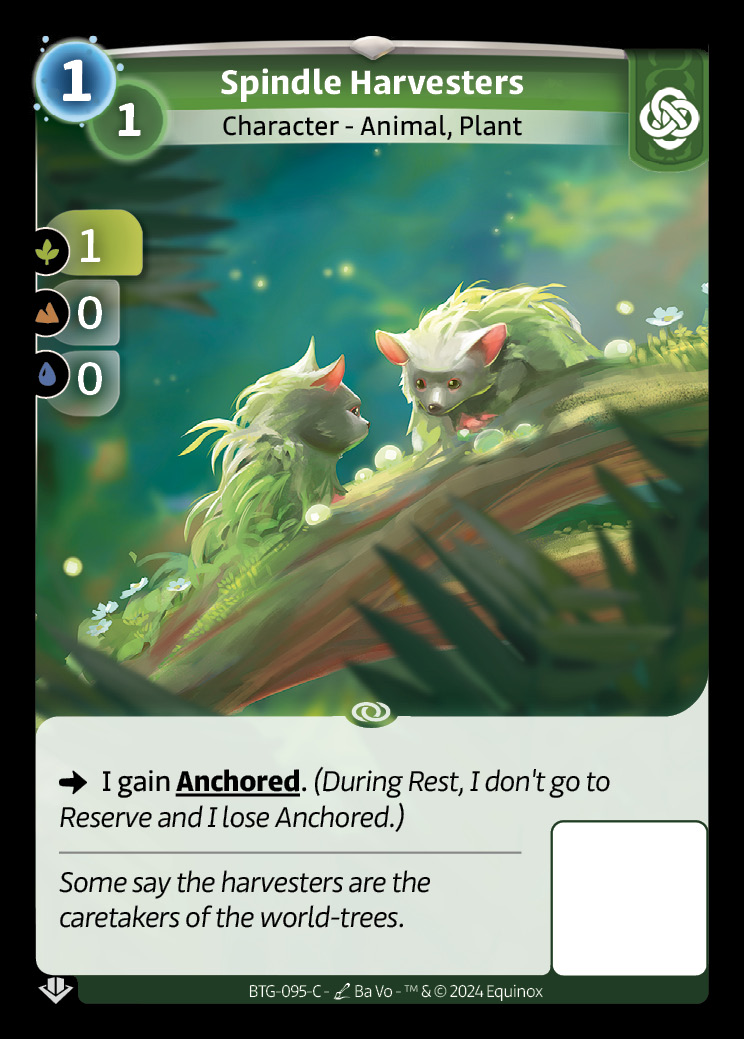 1
Spindle Harvesters
1
Character - Animal, Plant
1
0
0
I gain Anchored. (During Rest, I don't go to
Reserve and I lose Anchored.)
Some say the harvesters are the
caretakers of the world-trees.
BTG-095-C - Ba Vo - ™ & © 2024 Equinox